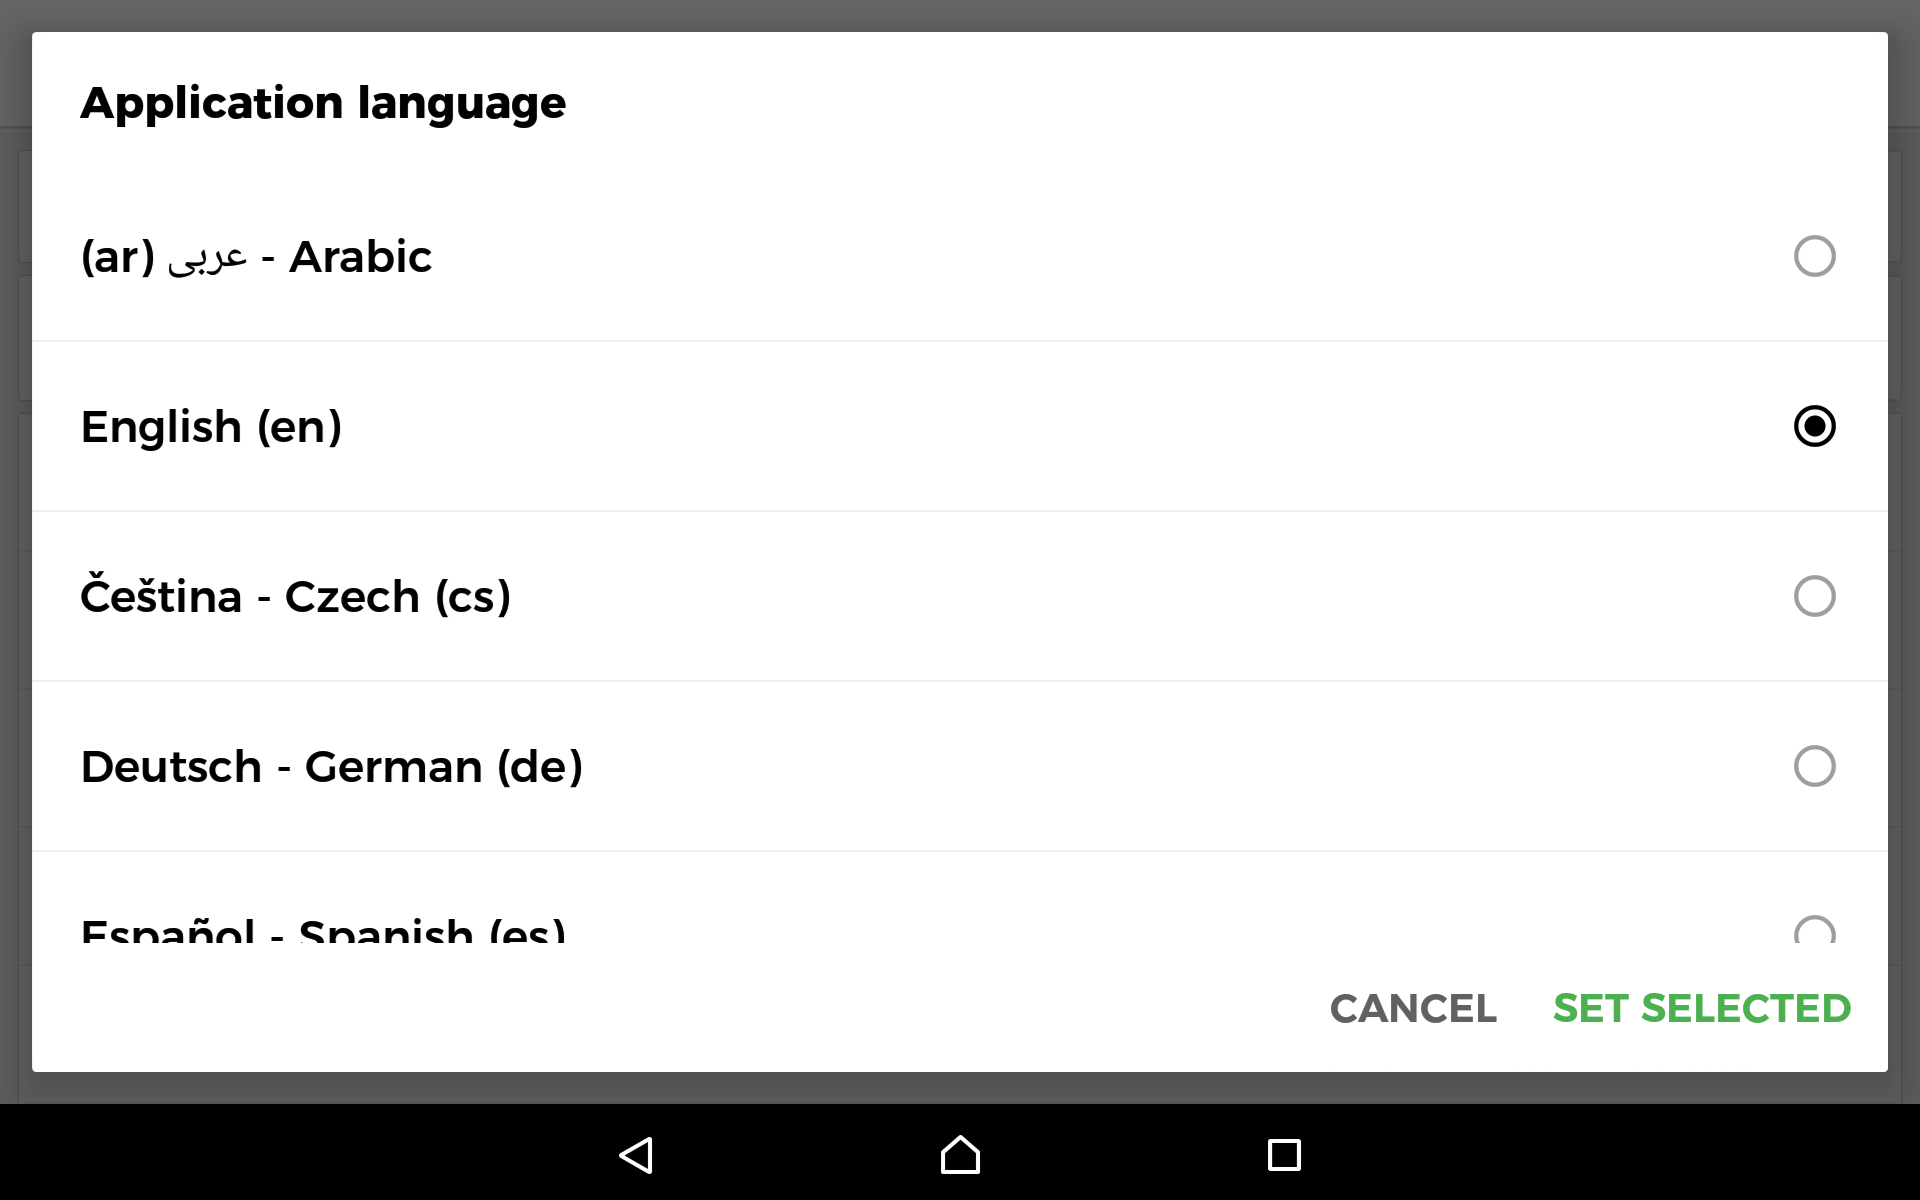 Application language
(ar) عربى - Arabic
English (en)
Čeština - Czech (cs)
Deutsch - German (de)
Español - Spanish (es)
CANCEL SET SELECTED